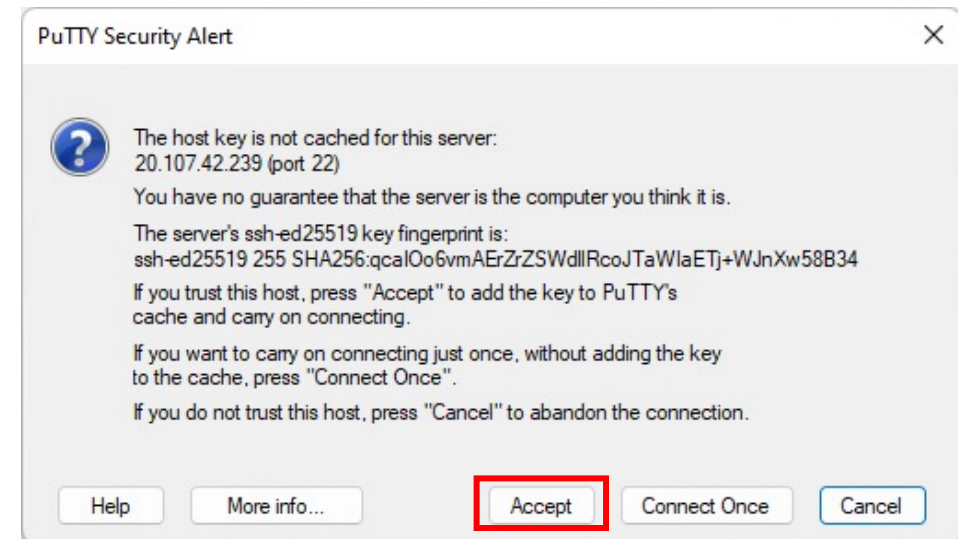 PuTTY Security Alert
The host key is not cached for this server:
20.107.42.239 (port 22)
You have no guarantee that the server is the computer you think it is.
The server's ssh-ed25519 key fingerprint is:
ssh-ed25519 255 SHA256:qcalOo6vmAErZrZSWdllRcoJTaWlaETj+WJnXw58B34
If you trust this host, press "Accept" to add the key to PuTTY's
cache and carry on connecting.
If you want to carry on connecting just once, without adding the key
to the cache, press "Connect Once".
If you do not trust this host, press "Cancel" to abandon the connection.
Help More info... Accept Connect Once Cancel